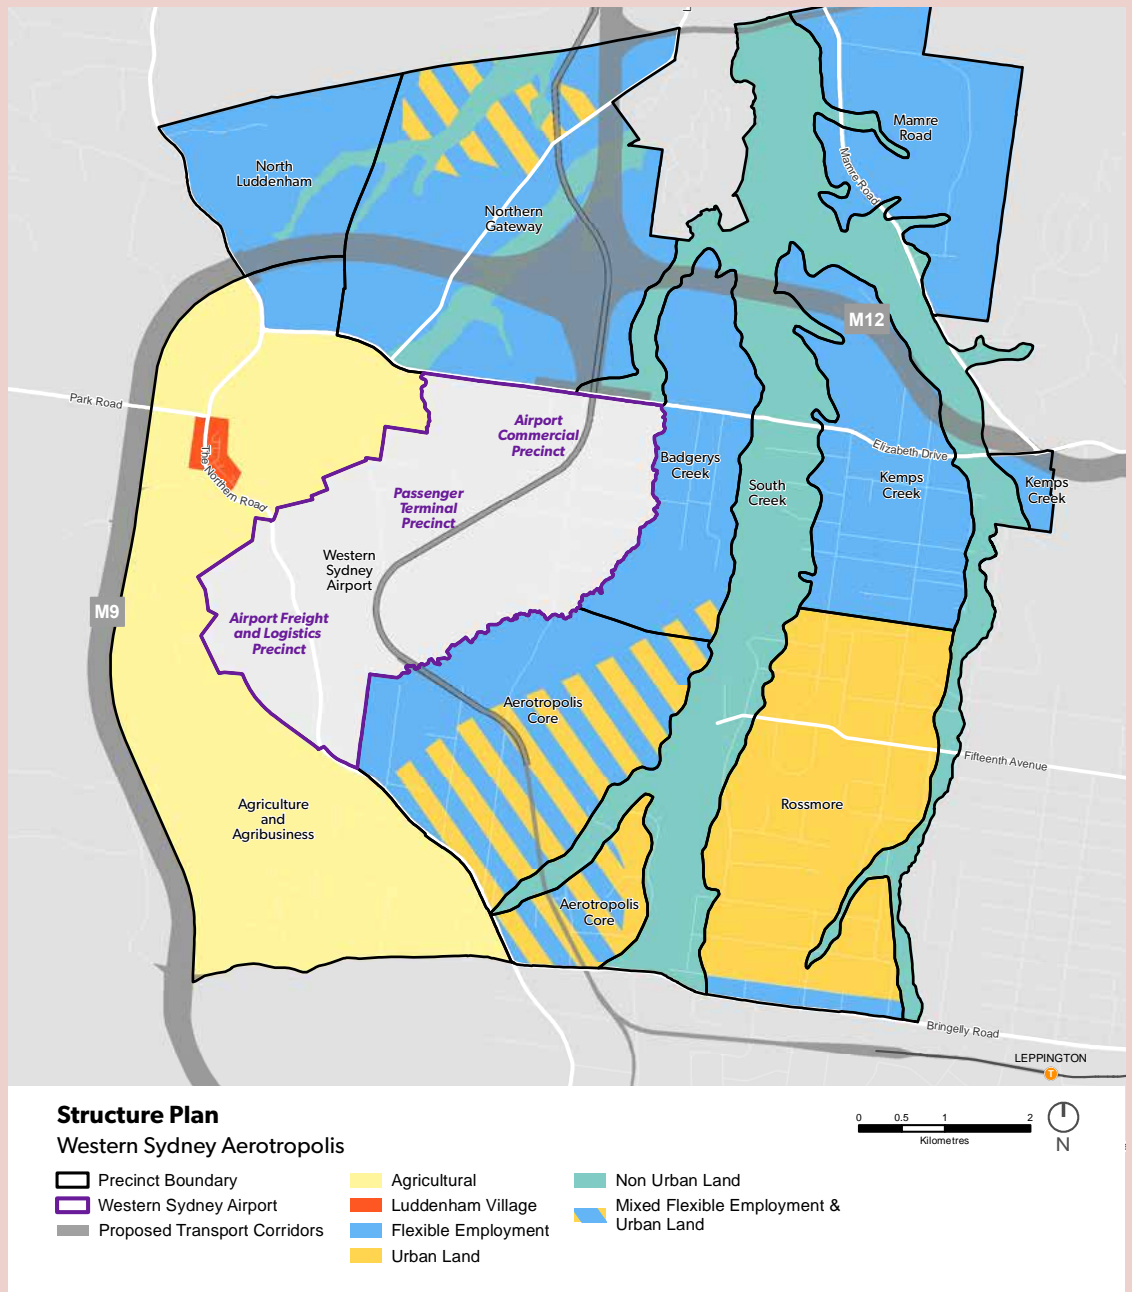 Mamre
Road
North
Luddenham
Mamre Road
Northern
Gateway
M12
Park Road
Airport
Commercial
Precinct
Elizabeth Drive
Badgerys
Creek
The Northern Road
South
Creek
Kemps
Creek
Kemps
Creek
Passenger
Terminal
Precinct
Western
Sydney
Airport
M9
Airport Freight
and Logistics
Precinct
Aerotropolis
Core
Fifteenth Avenue
Agriculture
and
Agribusiness
Rossmore
Aerotropolis
Core
Bringelly Road
LEPPINGTON
T
Structure Plan
Western Sydney Aerotropolis
0 0.5 1 2
Kilometres
N
Precinct Boundary
Western Sydney Airport
Proposed Transport Corridors
Agricultural
Luddenham Village
Flexible Employment
Urban Land
Non Urban Land
Mixed Flexible Employment &
Urban Land